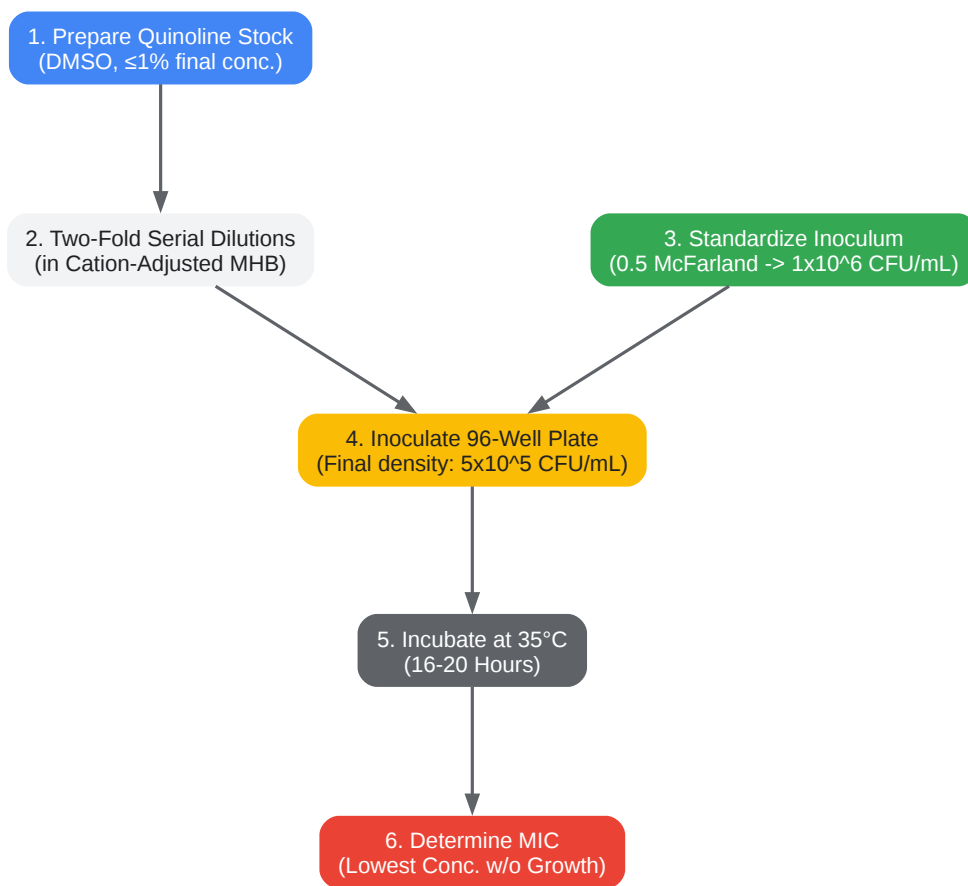 1. Prepare Quinoline Stock
(DMSO, ≤1% final conc.)
2. Two-Fold Serial Dilutions
(in Cation-Adjusted MHB)
3. Standardize Inoculum
(0.5 McFarland -> 1x10^6 CFU/mL)
4. Inoculate 96-Well Plate
(Final density: 5x10^5 CFU/mL)
5. Incubate at 35°C
(16-20 Hours)
6. Determine MIC
(Lowest Conc. w/o Growth)